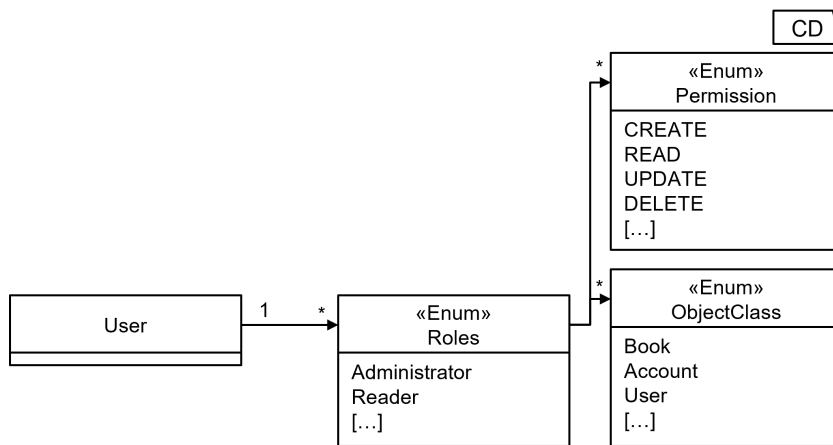 CD
*
«Enum»
Permission
CREATE
READ
UPDATE
DELETE
[...]
User
1
*
«Enum»
Roles
Administrator
Reader
[...]
*
«Enum»
ObjectClass
Book
Account
User
[...]